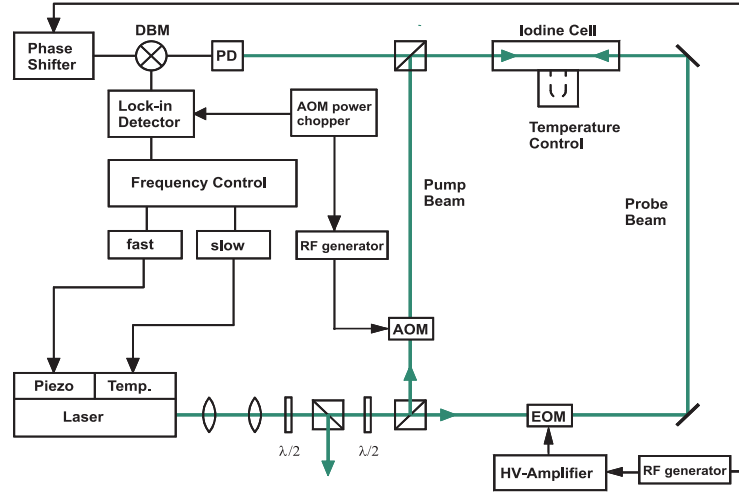 DBM
Iodine Cell
Phase
Shifter
PD
Lock-in
Detector
AOM power
chopper
Temperature
Control
Frequency Control
Pump
Beam
Probe
Beam
fast
slow
RF generator
AOM
Piezo
Temp.
Laser
EOM
λ/2
λ/2
HV-Amplifier
RF generator